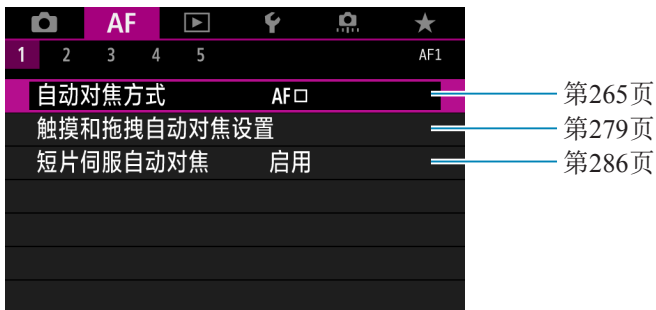 AF
1 2 3 4 5 AF1
自动对焦方式 AF 第265页
触摸和拖拽自动对焦设置 第279页
短片伺服自动对焦 启用 第286页